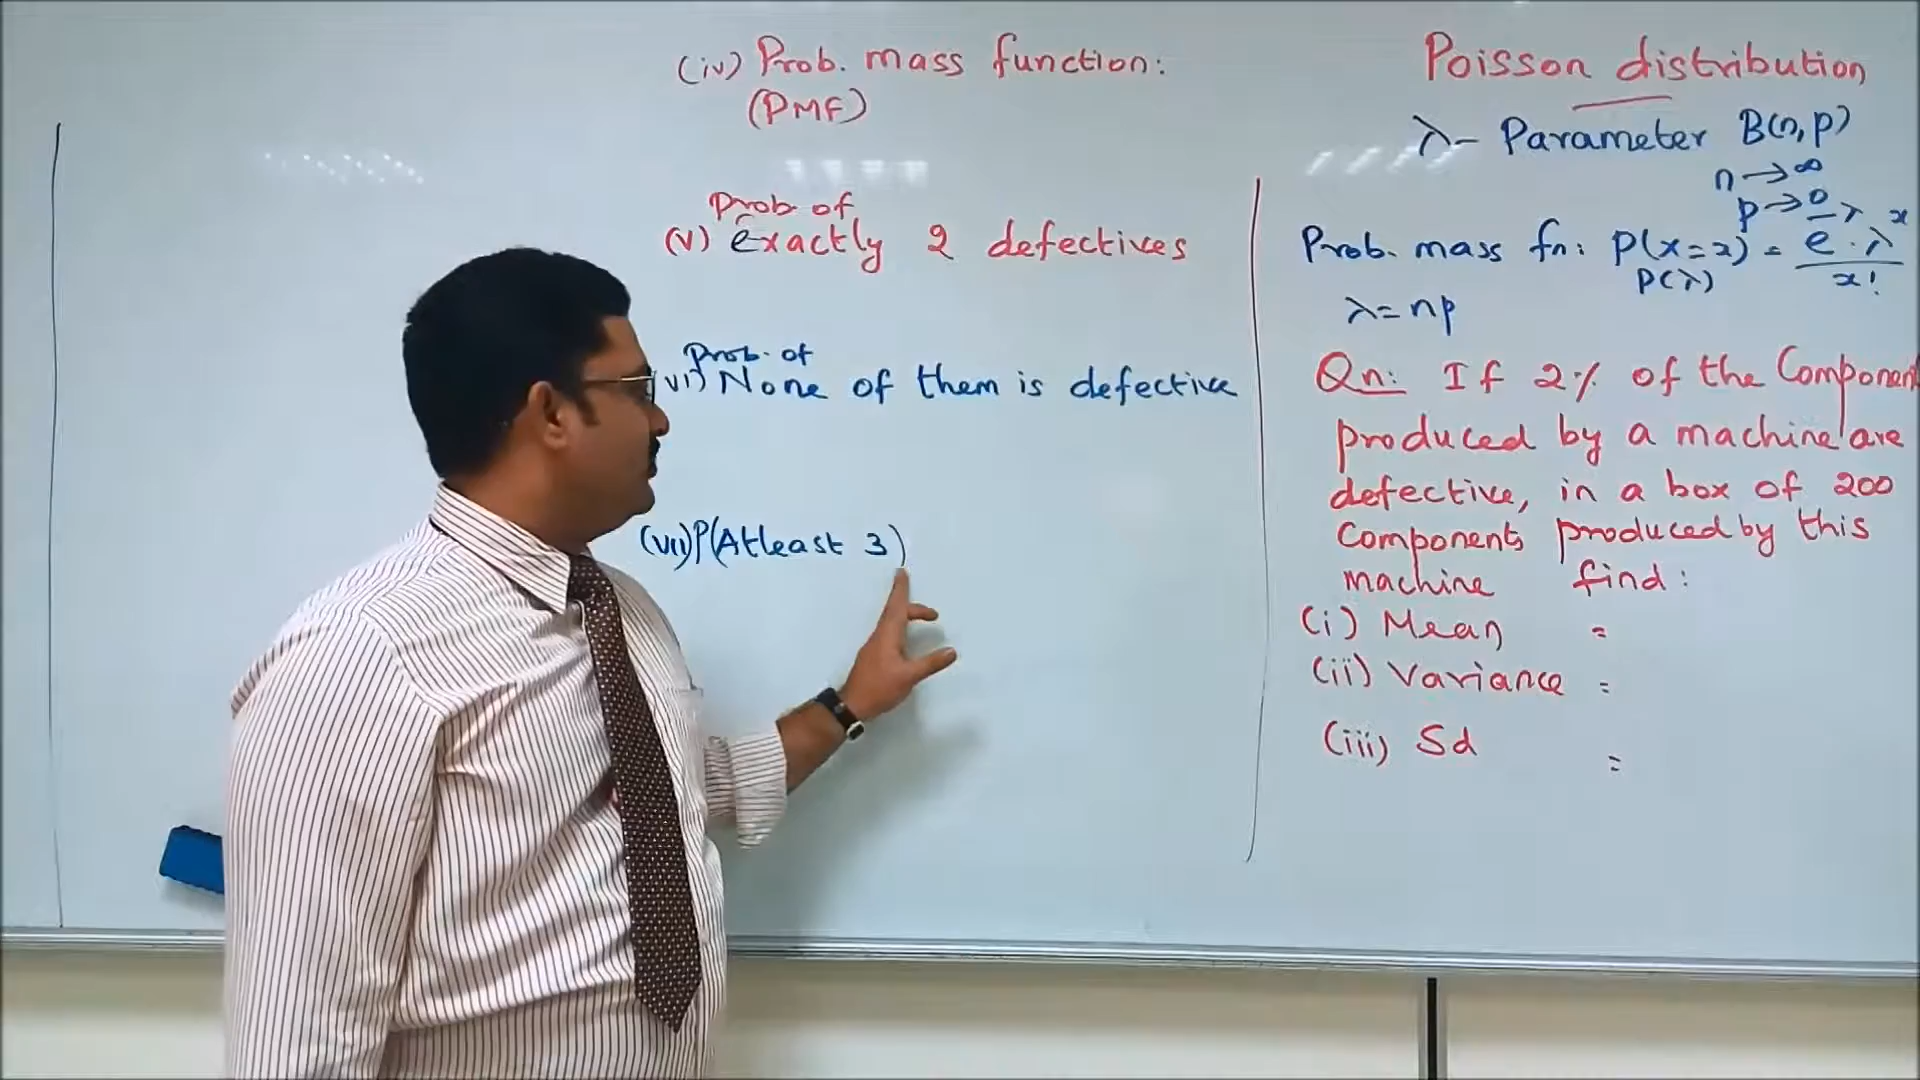 (iv) Prob. mass function:
(PMF)
Prob. of
(v) exactly 2 defectives
Prob. of
vi) None of them is defective
(vii) P(Atleast 3)
Poisson distribution
λ- Parameter B(n,p)
n→∞
p→0
Prob. mass fn: P(x=x) = e^-λ · λ^x / x!
P(λ)
λ=np
Qn: If 2% of the Component
produced by a machine are
defective, in a box of 200
Components produced by this
machine find:
(i) Mean =
(ii) Variance =
(iii) Sd =